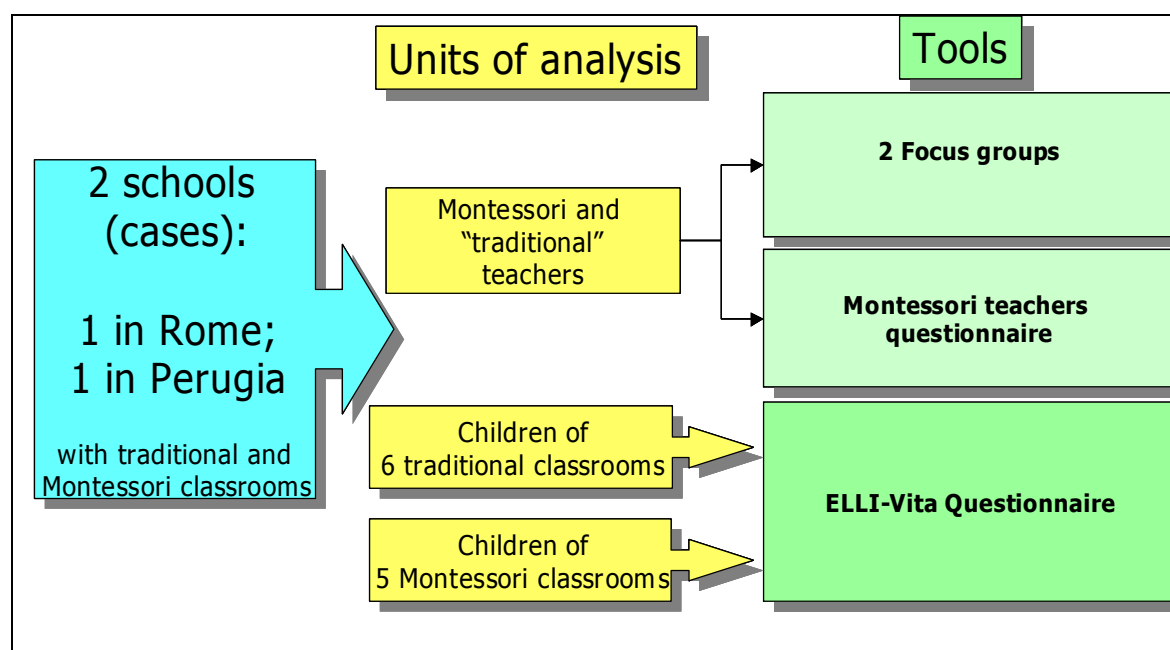 Units of analysis
Tools
2 schools
(cases):
1 in Rome;
1 in Perugia
with traditional and
Montessori classrooms
Montessori and
“traditional”
teachers
2 Focus groups
Montessori teachers
questionnaire
Children of
6 traditional classrooms
Children of
5 Montessori classrooms
ELLI-Vita Questionnaire